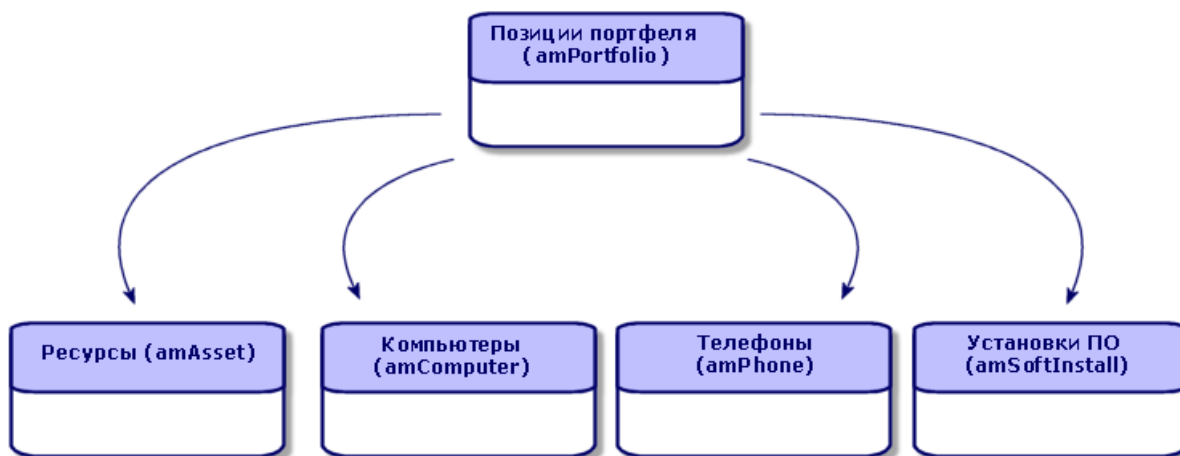 Позиции портфеля
(amPortfolio)
Ресурсы (amAsset)
Компьютеры
(amComputer)
Телефоны
(amPhone)
Установки ПО
(amSoftInstall)